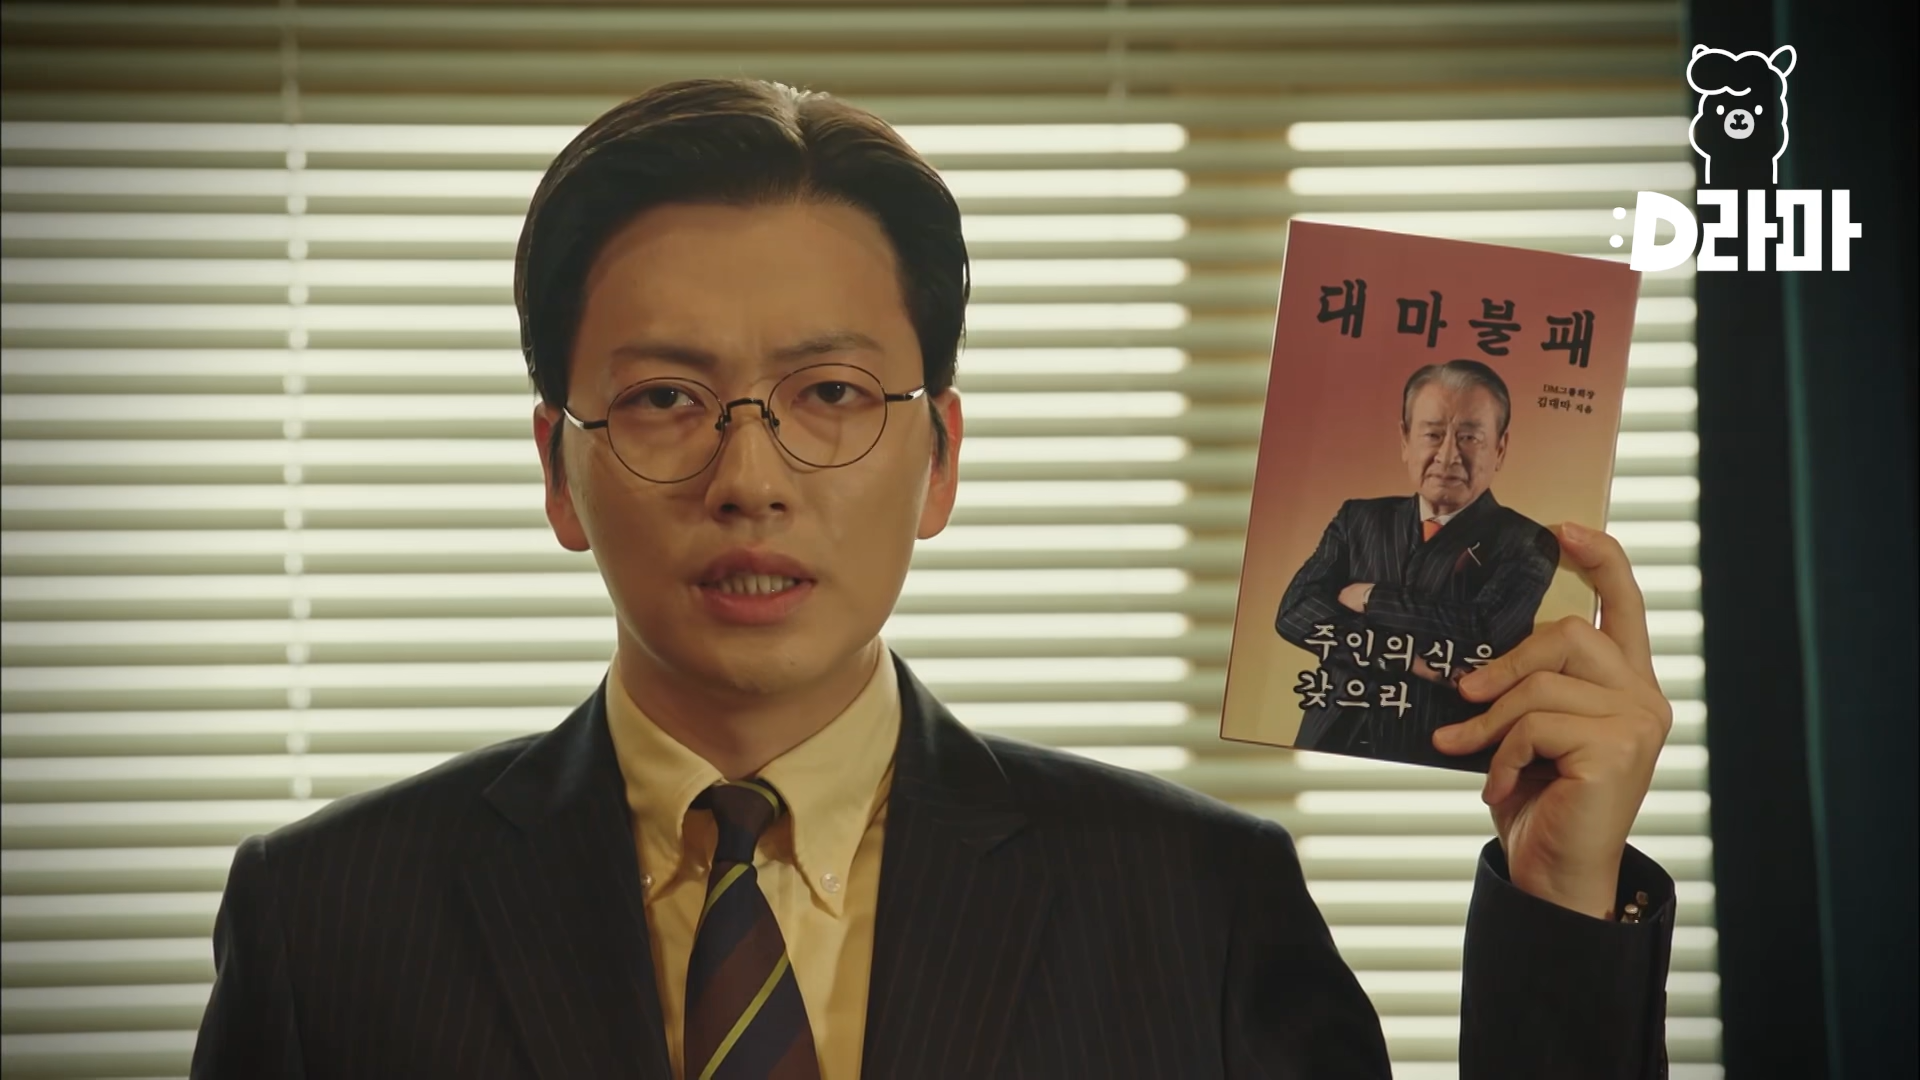 :D라마
대마불패
DM그룹회장
김대마 지음
주인의식을
갖으라